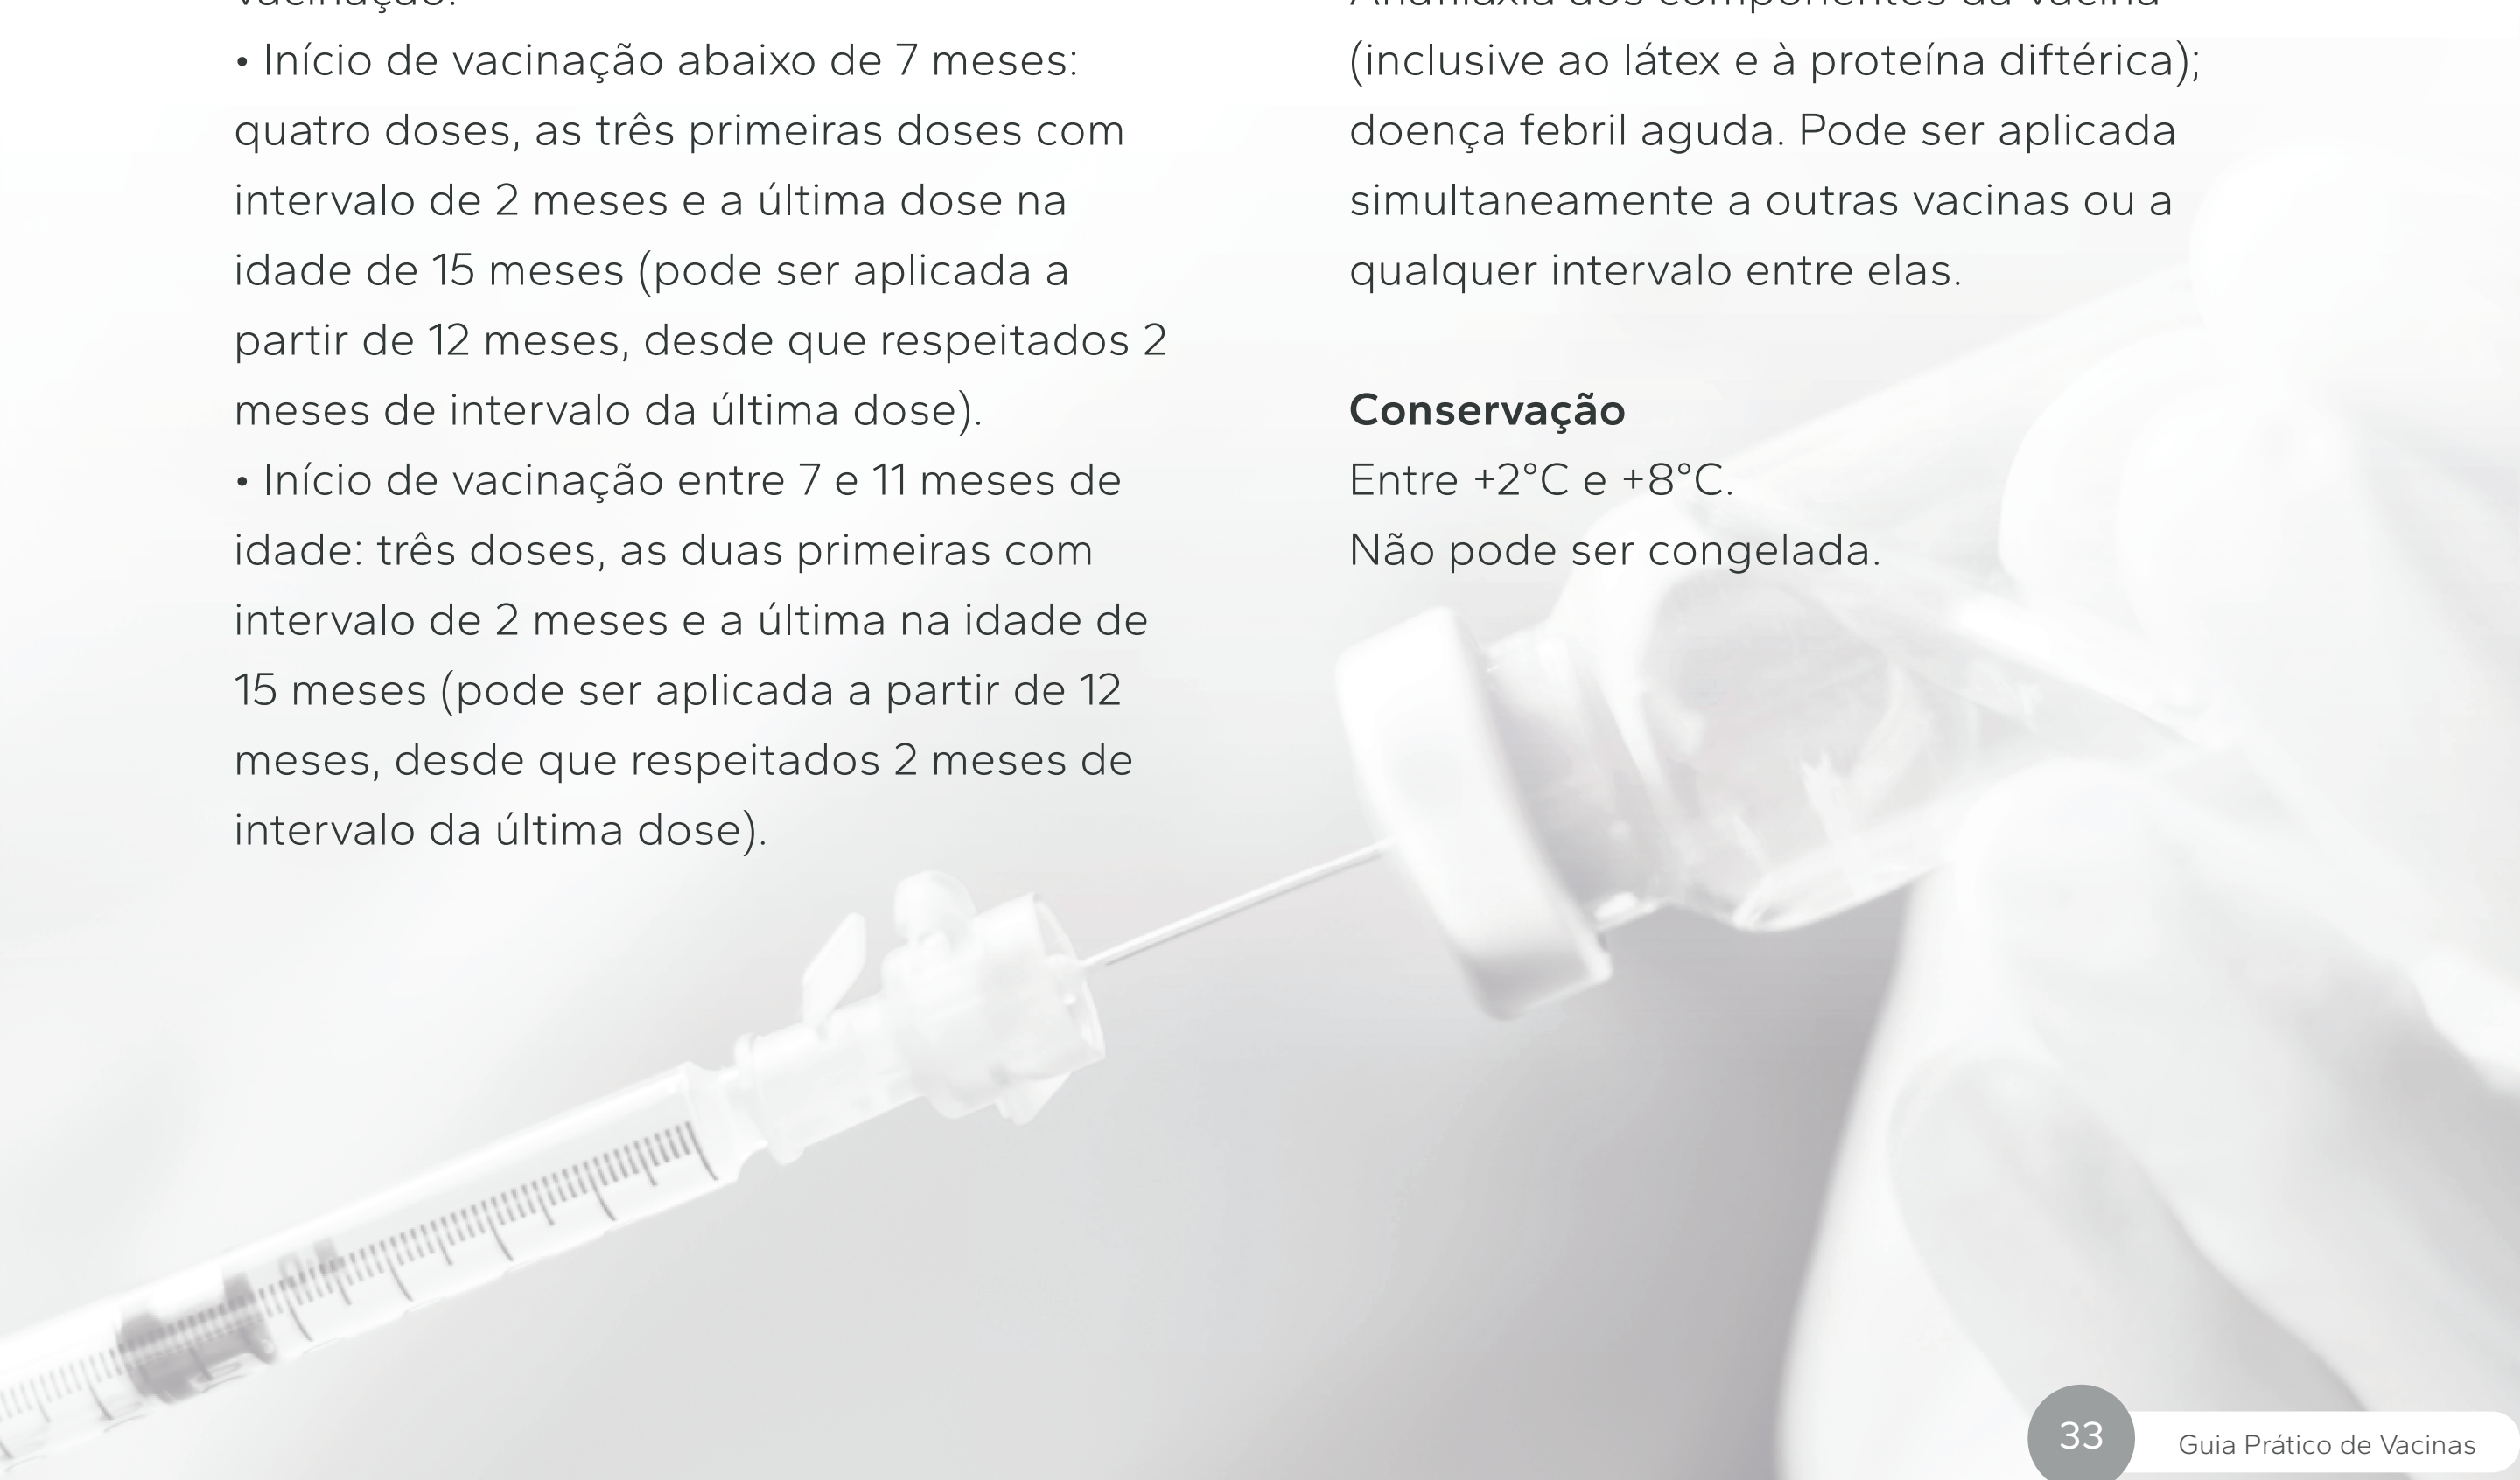 • Início de vacinação abaixo de 7 meses:
quatro doses, as três primeiras doses com
intervalo de 2 meses e a última dose na
idade de 15 meses (pode ser aplicada a
partir de 12 meses, desde que respeitados 2
meses de intervalo da última dose).
• Início de vacinação entre 7 e 11 meses de
idade: três doses, as duas primeiras com
intervalo de 2 meses e a última na idade de
15 meses (pode ser aplicada a partir de 12
meses, desde que respeitados 2 meses de
intervalo da última dose).
(inclusive ao látex e à proteína diftérica);
doença febril aguda. Pode ser aplicada
simultaneamente a outras vacinas ou a
qualquer intervalo entre elas.
Conservação
Entre +2°C e +8°C.
Não pode ser congelada.
33
Guia Prático de Vacinas